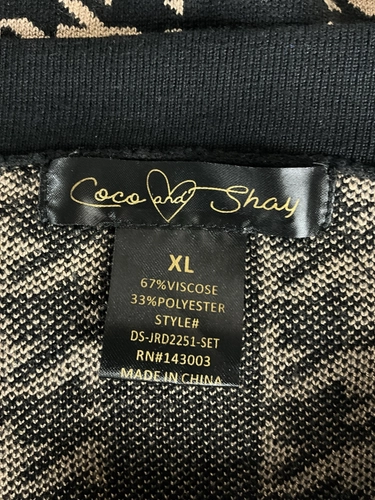 Coco and Shay
XL
67%VISCOSE
33%POLYESTER
STYLE#
DS-JRD2251-SET
RN#143003
MADE IN CHINA